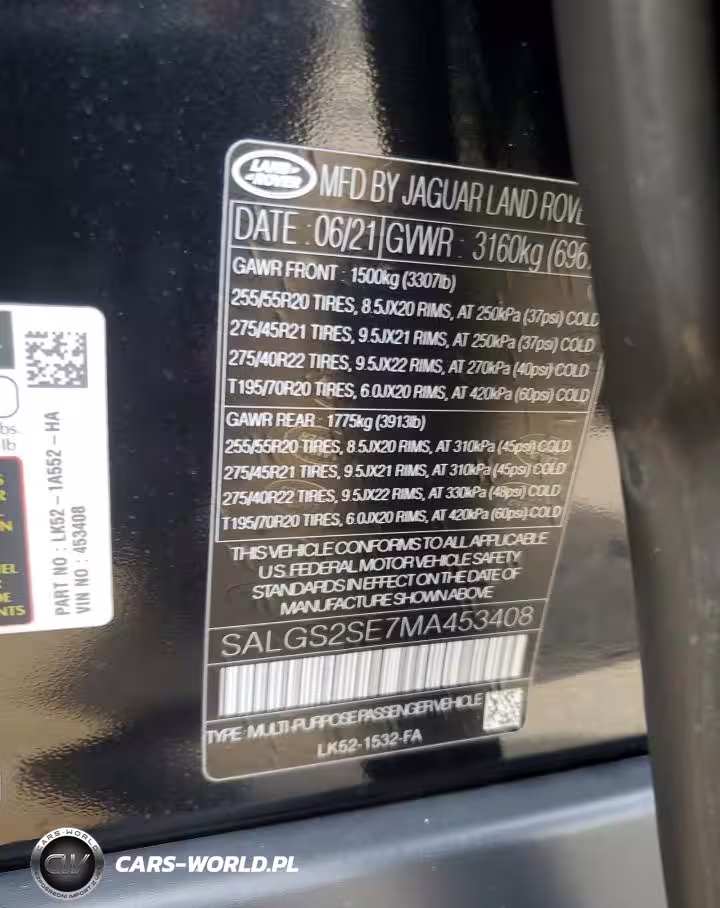 LAND-
-ROVER
MFD BY JAGUAR LAND ROVE
DATE : 06/21 GVWR : 3160kg (696
GAWR FRONT : 1500kg (3307lb)
255/55R20 TIRES, 8.5JX20 RIMS, AT 250kPa (37psi) COLD
275/45R21 TIRES, 9.5JX21 RIMS, AT 250kPa (37psi) COLD
275/40R22 TIRES, 9.5JX22 RIMS, AT 270kPa (40psi) COLD
T195/70R20 TIRES, 6.0JX20 RIMS, AT 420kPa (60psi) COLD
GAWR REAR : 1775kg (3913lb)
255/55R20 TIRES, 8.5JX20 RIMS, AT 310kPa (45psi) COLD
275/45R21 TIRES, 9.5JX21 RIMS, AT 310kPa (45psi) COLD
275/40R22 TIRES, 9.5JX22 RIMS, AT 330kPa (48psi) COLD
T195/70R20 TIRES, 6.0JX20 RIMS, AT 420kPa (60psi) COLD
THIS VEHICLE CONFORMS TO ALL APPLICABLE
U.S. FEDERAL MOTOR VEHICLE SAFETY
STANDARDS IN EFFECT ON THE DATE OF
MANUFACTURE SHOWN ABOVE
SALGS2SE7MA453408
TYPE : MULTI-PURPOSE PASSENGER VEHICLE
LK52-1532-FA
PART NO : LK52-1A552-HA
VIN NO : 453408
bs.
lb
CARS-WORLD
CW
CARS-WORLD.PL